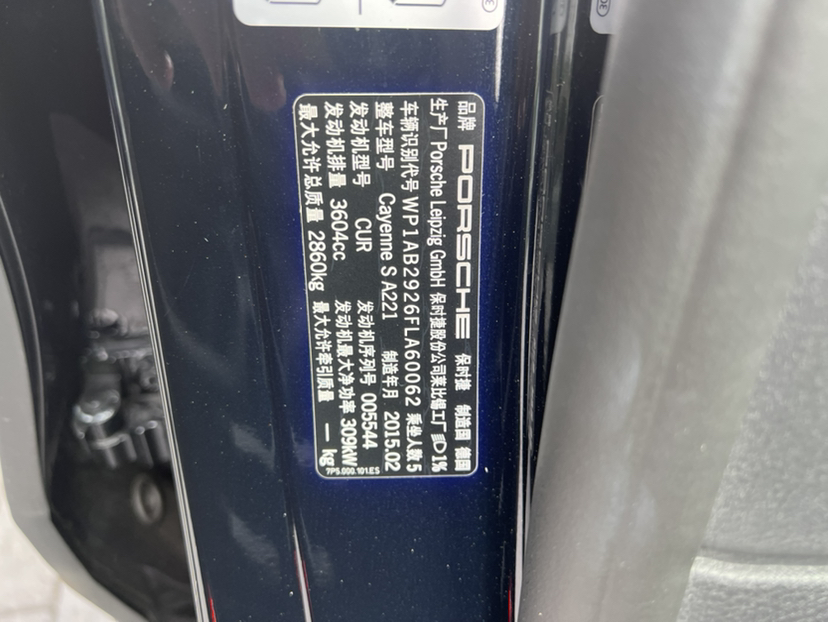 品牌 PORSCHE 保时捷 制造国 德国
生产厂 Porsche Leipzig GmbH 保时捷股份公司莱比锡工厂 1%
车辆识别代号 WP1AB2926FLA60062 乘坐人数 5
整车型号 Cayenne S A221 制造年月 2015.02
发动机型号 CUR 发动机序列号 005544
发动机排量 3604cc 发动机最大净功率 309kW
最大允许总质量 2860kg 最大允许牵引质量 — kg
7P5.000.101.ES